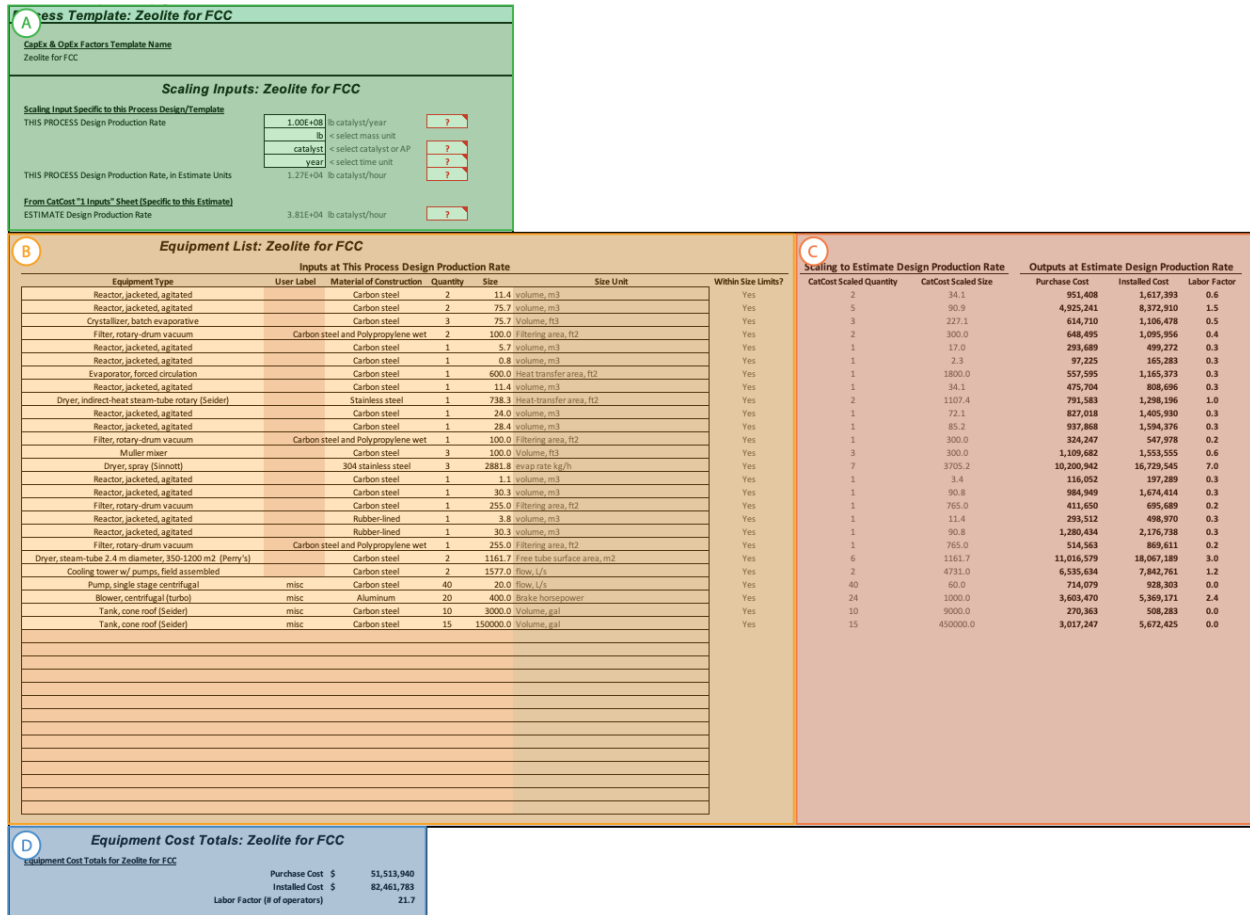 A
ess Template: Zeolite for FCC
CapEx & OpEx Factors Template Name
Zeolite for FCC
Scaling Inputs: Zeolite for FCC
Scaling Input Specific to this Process Design/Template
THIS PROCESS Design Production Rate 1.00E+08 lb catalyst/year ?
lb < select mass unit
catalyst < select catalyst or AP ?
year < select time unit ?
THIS PROCESS Design Production Rate, in Estimate Units 1.27E+04 lb catalyst/hour ?
From CatCost "1 Inputs" Sheet (Specific to this Estimate)
ESTIMATE Design Production Rate 3.81E+04 lb catalyst/hour ?
B Equipment List: Zeolite for FCC C
Inputs at This Process Design Production Rate Scaling to Estimate Design Production Rate Outputs at Estimate Design Production Rate
Equipment Type User Label Material of Construction Quantity Size Size Unit Within Size Limits? CatCost Scaled Quantity CatCost Scaled Size Purchase Cost Installed Cost Labor Factor
Reactor, jacketed, agitated Carbon steel 2 11.4 volume, m3 Yes 2 34.1 951,408 1,617,393 0.6
Reactor, jacketed, agitated Carbon steel 2 75.7 volume, m3 Yes 5 90.9 4,925,241 8,372,910 1.5
Crystallizer, batch evaporative Carbon steel 3 75.7 Volume, ft3 Yes 3 227.1 614,710 1,106,478 0.5
Filter, rotary-drum vacuum Carbon steel and Polypropylene wet 2 100.0 Filtering area, ft2 Yes 2 300.0 648,495 1,095,956 0.4
Reactor, jacketed, agitated Carbon steel 1 5.7 volume, m3 Yes 1 17.0 293,689 499,272 0.3
Reactor, jacketed, agitated Carbon steel 1 0.8 volume, m3 Yes 1 2.3 97,225 165,283 0.3
Evaporator, forced circulation Carbon steel 1 600.0 Heat transfer area, ft2 Yes 1 1800.0 557,595 1,165,373 0.3
Reactor, jacketed, agitated Carbon steel 1 11.4 volume, m3 Yes 1 34.1 475,704 808,696 0.3
Dryer, indirect-heat steam-tube rotary (Seider) Stainless steel 1 738.3 Heat-transfer area, ft2 Yes 2 1107.4 791,583 1,298,196 1.0
Reactor, jacketed, agitated Carbon steel 1 24.0 volume, m3 Yes 1 72.1 827,018 1,405,930 0.3
Reactor, jacketed, agitated Carbon steel 1 28.4 volume, m3 Yes 1 85.2 937,868 1,594,376 0.3
Filter, rotary-drum vacuum Carbon steel and Polypropylene wet 1 100.0 Filtering area, ft2 Yes 1 300.0 324,247 547,978 0.2
Muller mixer Carbon steel 3 100.0 Volume, ft3 Yes 3 300.0 1,109,682 1,553,555 0.6
Dryer, spray (Sinnott) 304 stainless steel 3 2881.8 evap rate kg/h Yes 7 3705.2 10,200,942 16,729,545 7.0
Reactor, jacketed, agitated Carbon steel 1 1.1 volume, m3 Yes 1 3.4 116,052 197,289 0.3
Reactor, jacketed, agitated Carbon steel 1 30.3 volume, m3 Yes 1 90.8 984,949 1,674,414 0.3
Filter, rotary-drum vacuum Carbon steel 1 255.0 Filtering area, ft2 Yes 1 765.0 411,650 695,689 0.2
Reactor, jacketed, agitated Rubber-lined 1 3.8 volume, m3 Yes 1 11.4 293,512 498,970 0.3
Reactor, jacketed, agitated Rubber-lined 1 30.3 volume, m3 Yes 1 90.8 1,280,434 2,176,738 0.3
Filter, rotary-drum vacuum Carbon steel and Polypropylene wet 1 255.0 Filtering area, ft2 Yes 1 765.0 514,563 869,611 0.2
Dryer, steam-tube 2.4 m diameter, 350-1200 m2 (Perry's) Carbon steel 2 1161.7 Free tube surface area, m2 Yes 6 1161.7 11,016,579 18,067,189 3.0
Cooling tower w/ pumps, field assembled Carbon steel 2 1577.0 flow, L/s Yes 2 4731.0 6,535,634 7,842,761 1.2
Pump, single stage centrifugal misc Carbon steel 40 20.0 flow, L/s Yes 40 60.0 714,079 928,303 0.0
Blower, centrifugal (turbo) misc Aluminum 20 400.0 Brake horsepower Yes 24 1000.0 3,603,470 5,369,171 2.4
Tank, cone roof (Seider) misc Carbon steel 10 3000.0 Volume, gal Yes 10 9000.0 270,363 508,283 0.0
Tank, cone roof (Seider) misc Carbon steel 15 150000.0 Volume, gal Yes 15 450000.0 3,017,247 5,672,425 0.0
D Equipment Cost Totals: Zeolite for FCC
Equipment Cost Totals for Zeolite for FCC
Purchase Cost $ 51,513,940
Installed Cost $ 82,461,783
Labor Factor (# of operators) 21.7